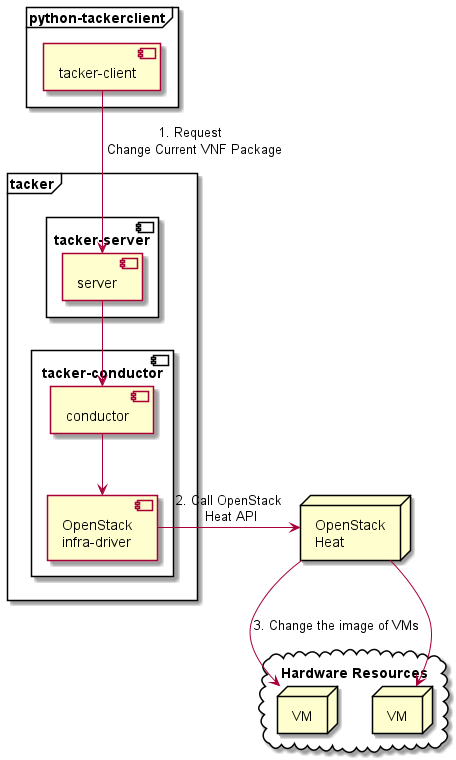 python-tackerclient
tacker-client
1. Request
Change Current VNF Package
tacker
tacker-server
server
tacker-conductor
conductor
OpenStack
infra-driver
2. Call OpenStack
Heat API
OpenStack
Heat
3. Change the image of VMs
Hardware Resources
VM
VM